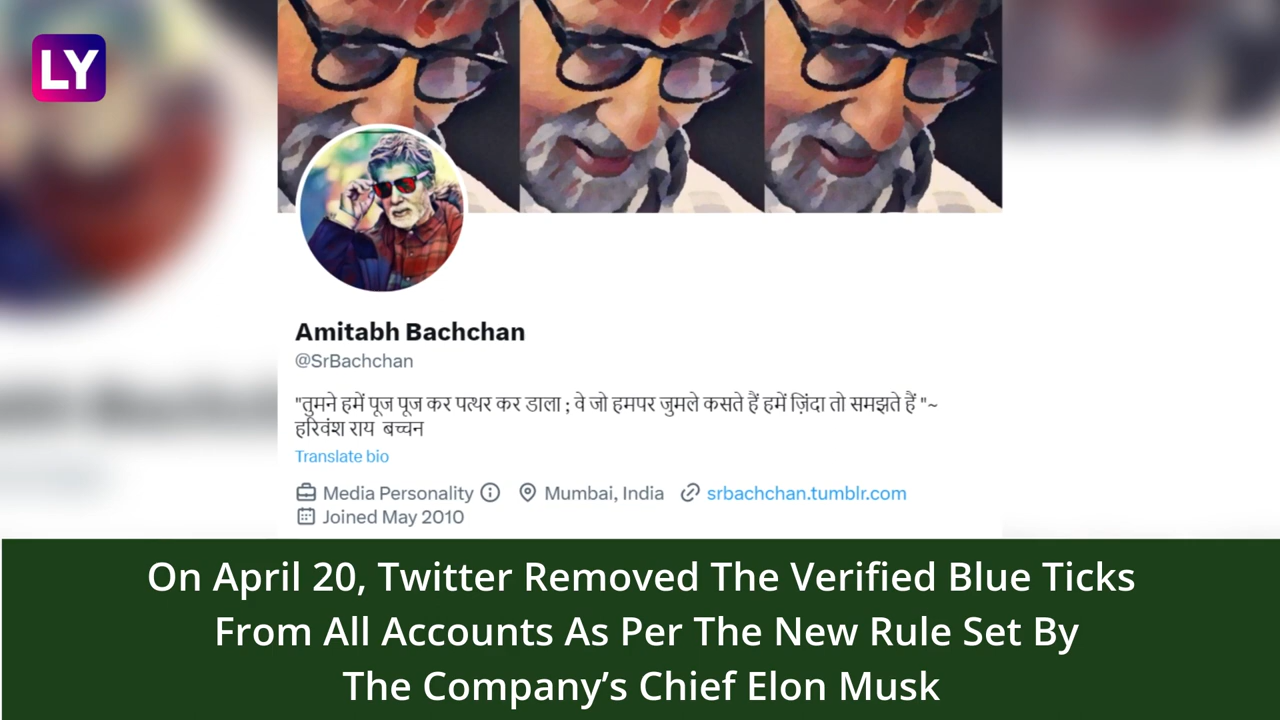 LY
Amitabh Bachchan
@SrBachchan
"तुमने हमें पूज पूज कर पत्थर कर डाला ; वे जो हमपर जुमले कसते हैं हमें ज़िंदा तो समझते हैं "~
हरिवंश राय बच्चन
Translate bio
Media Personality Mumbai, India srbachchan.tumblr.com
Joined May 2010
On April 20, Twitter Removed The Verified Blue Ticks
From All Accounts As Per The New Rule Set By
The Company’s Chief Elon Musk